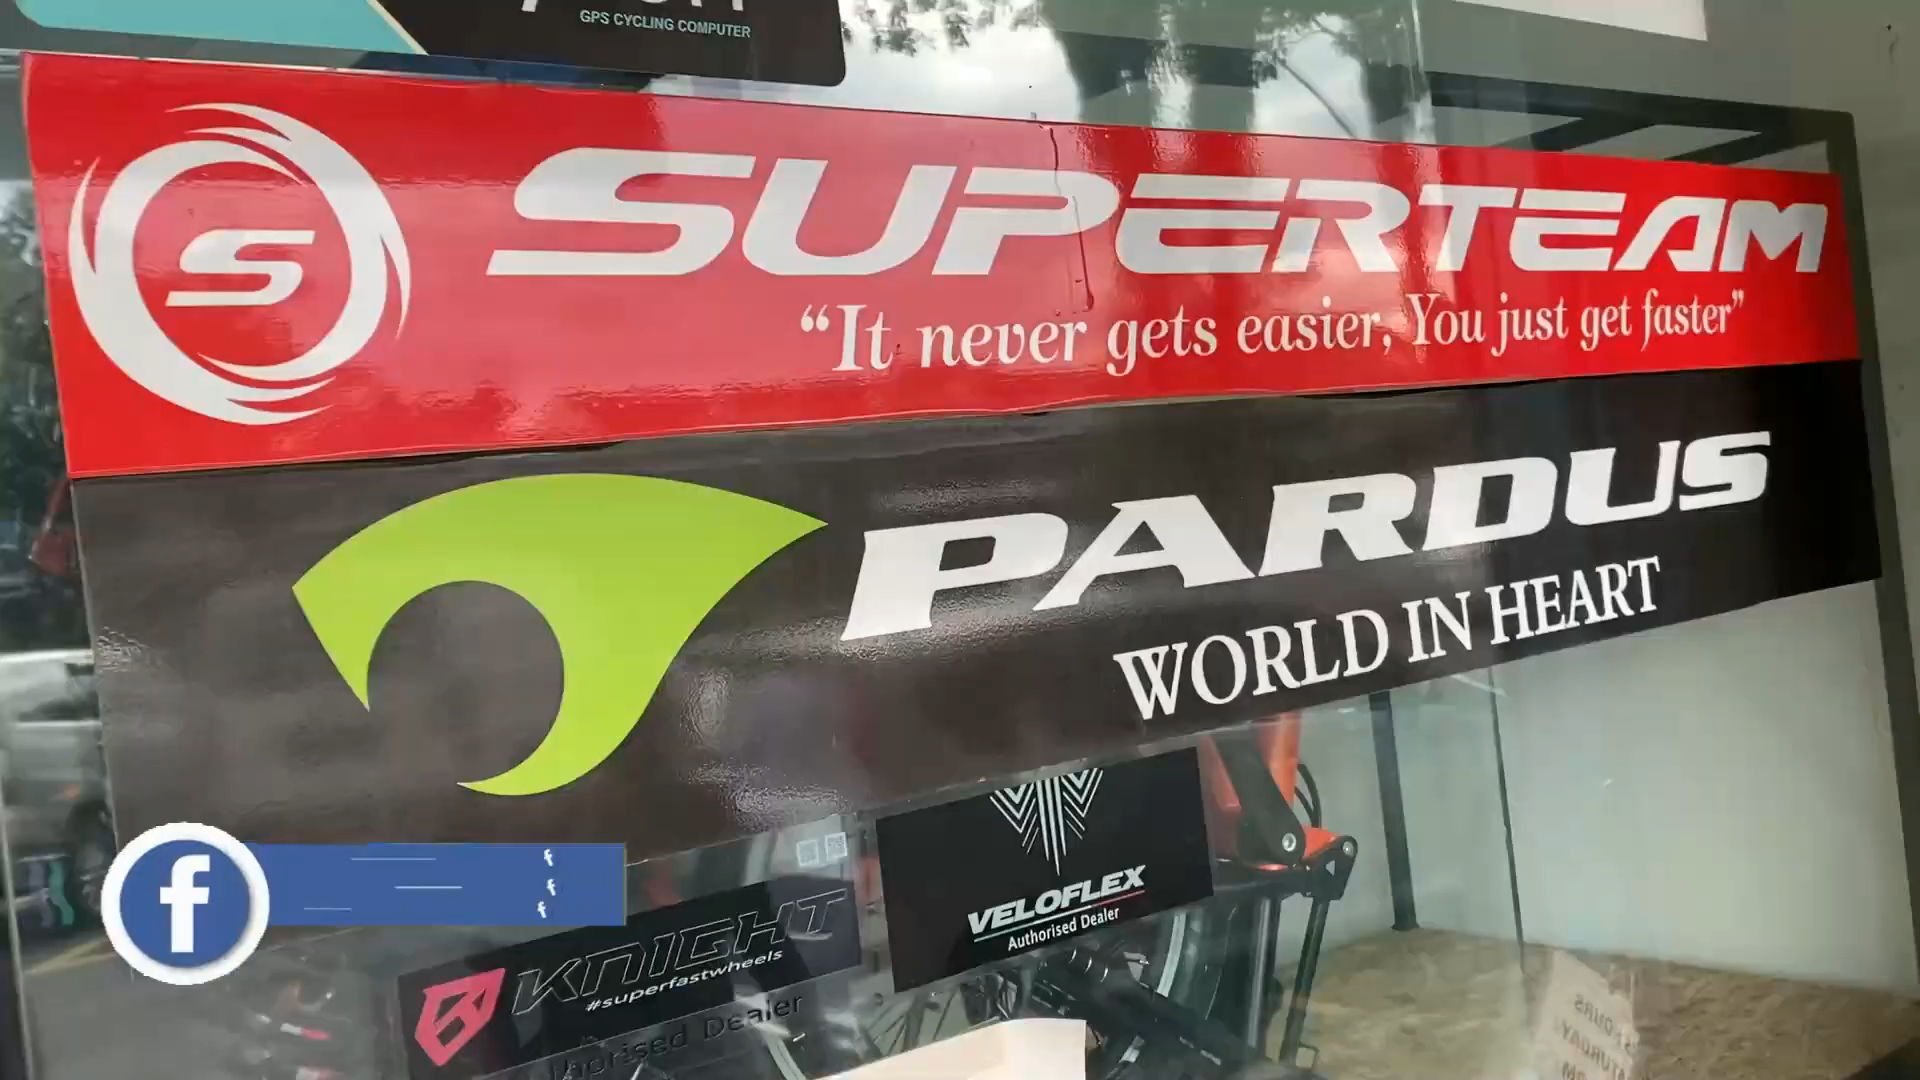 GPS CYCLING COMPUTER
S
SUPERTEAM
“It never gets easier, You just get faster”
PARDUS
WORLD IN HEART
f
f
f
f
VELOFLEX
Authorised Dealer
KNIGHT
#superfastwheels
Dealer